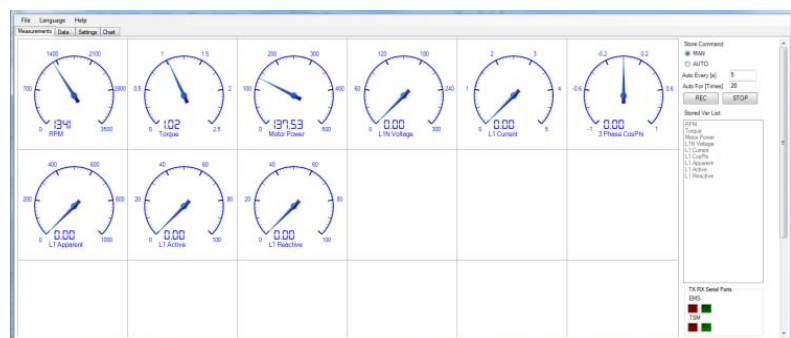 File Language Help
Measurements Data Settings Chart
1400 2100
700 2800
0 1341 3500
RPM
1 1.5
0.5 2
0 1.02 2.5
Torque
200 300
100 400
0 137.53 500
Motor Power
120 180
60 240
0 0.00 300
L1N Voltage
2 3
1 4
0 0.00 5
L1 Current
-0.2 0.2
-0.6 0.6
-1 0.00 1
3 Phase CosPhi
400 600
200 800
0 0.00 1000
L1 Apparent
40 60
20 80
0 0.00 100
L1 Active
40 60
20 80
0 0.00 100
L1 Reactive
Store Command
MAN
AUTO
Auto Every [s] 5
Auto For [Times] 20
REC STOP
Stored Var List
RPM
Torque
Motor Power
L1N Voltage
L1 Current
L1 CosPhi
L1 Apparent
L1 Active
L1 Reactive
TX RX Serial Ports
EMS
TSM